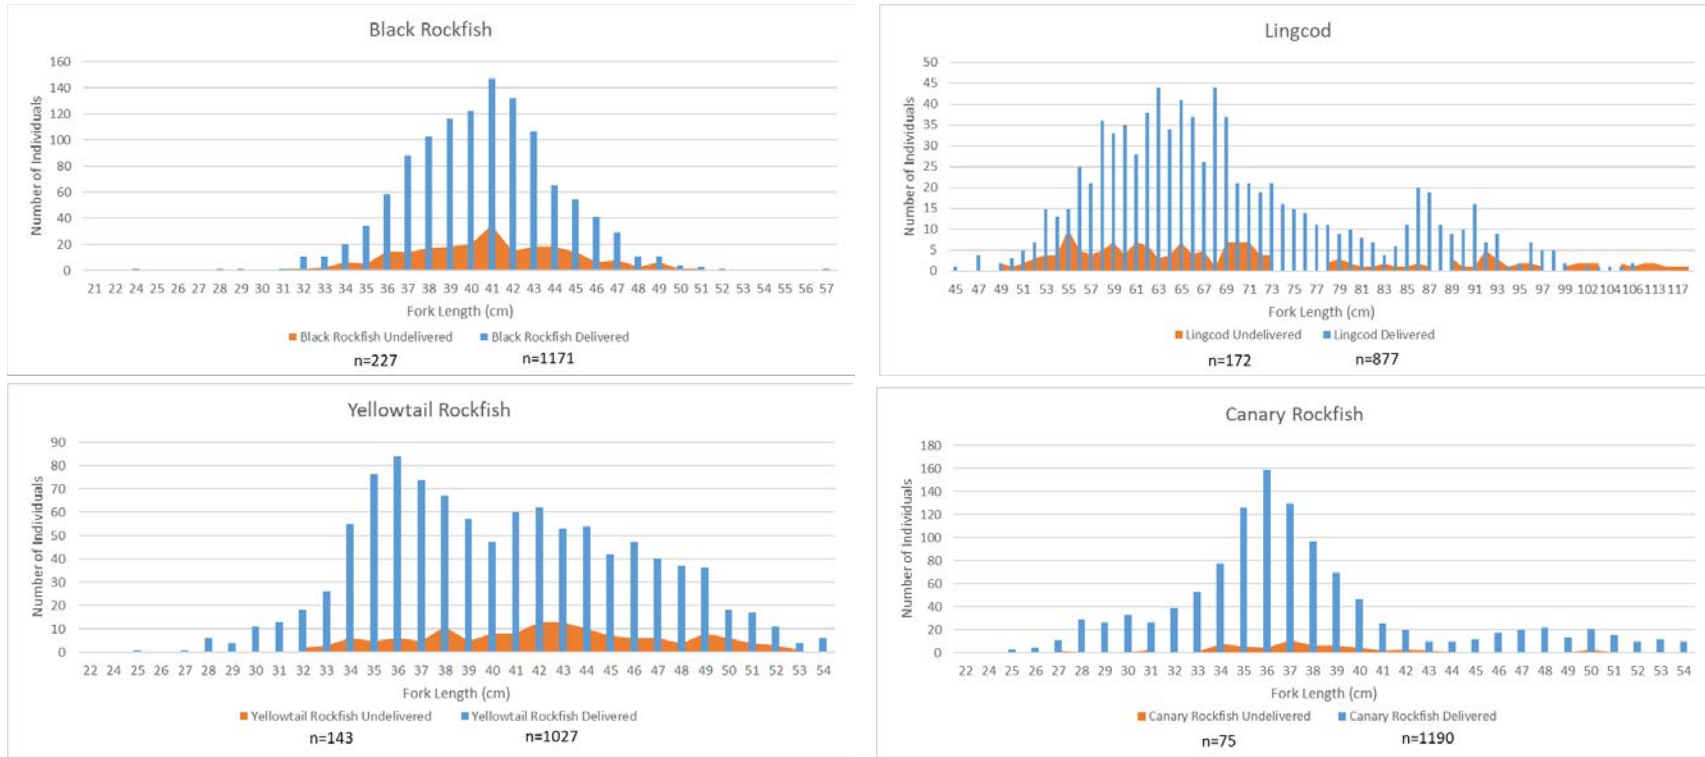 Black Rockfish
160
140
120
100
80
60
40
20
0
Number of Individuals
21 22 24 26 28 29 30 31 32 33 34 35 36 37 38 39 40 41 42 43 44 45 46 47 48 49 50 51 52 53 54 55 56 57
Fork Length (cm)
Black Rockfish Undelivered Black Rockfish Delivered
n=227 n=1171
Lingcod
50
45
40
35
30
25
20
15
10
5
0
Number of Individuals
45 47 49 51 53 55 57 59 61 63 65 67 69 71 73 75 77 79 81 83 85 87 89 91 93 95 97 99 102 104 106 113 117
Fork Length (cm)
Lingcod Undelivered Lingcod Delivered
n=172 n=877
Yellowtail Rockfish
90
80
70
60
50
40
30
20
10
0
Number of Individuals
22 24 25 26 27 28 29 30 31 32 33 34 35 36 37 38 39 40 41 42 43 44 45 46 47 48 49 50 51 52 53 54
Fork Length (cm)
Yellowtail Rockfish Undelivered Yellowtail Rockfish Delivered
n=143 n=1027
Canary Rockfish
180
160
140
120
100
80
60
40
20
0
Number of Individuals
22 24 25 26 27 28 29 30 31 32 33 34 35 36 37 38 39 40 41 42 43 44 45 46 47 48 49 50 51 52 53 54
Fork Length (cm)
Canary Rockfish Undelivered Canary Rockfish Delivered
n=75 n=1190